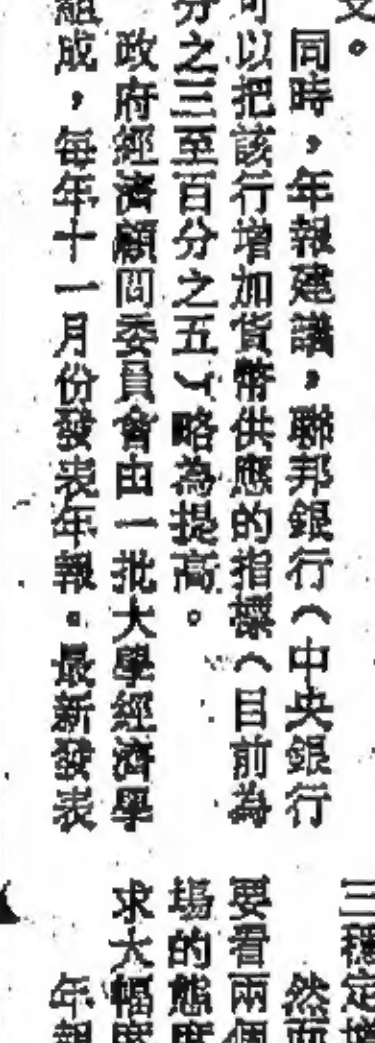 支。
同時，年報建議，聯邦銀行（中央銀行
可以把該行增加貨幣供應的指標（目前為
分之三至百分之五）略為提高。
政府經濟顧問委員會由一批大學經濟學
組成，每年十一月份發表年報。最新發表
三穩定增
然而
要看兩個
場的態度
求大幅度
年報